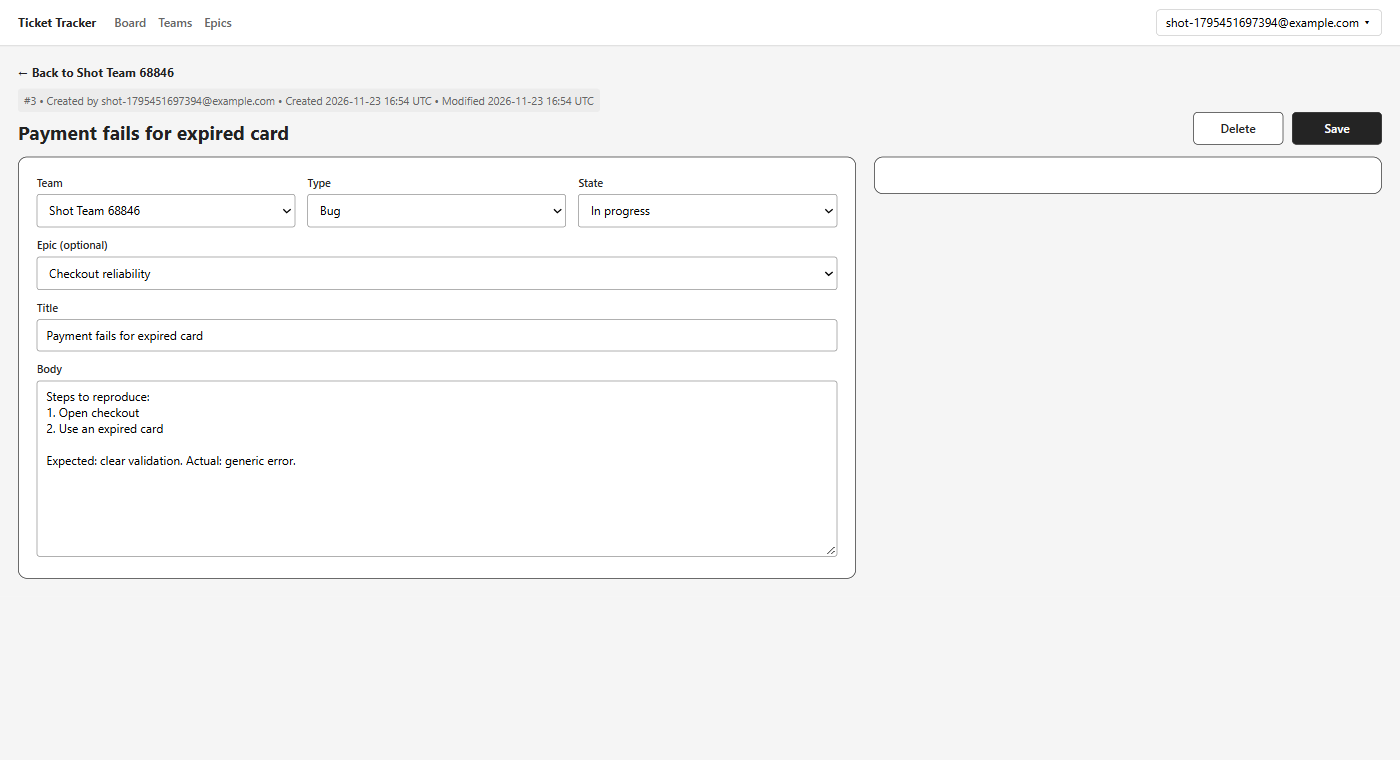 Ticket Tracker Board Teams Epics shot-1795451697394@example.com
← Back to Shot Team 68846
#3 • Created by shot-1795451697394@example.com • Created 2026-11-23 16:54 UTC • Modified 2026-11-23 16:54 UTC
Payment fails for expired card
Delete Save
Team Type State
Shot Team 68846 Bug In progress
Epic (optional)
Checkout reliability
Title
Payment fails for expired card
Body
Steps to reproduce:
1. Open checkout
2. Use an expired card
Expected: clear validation. Actual: generic error.